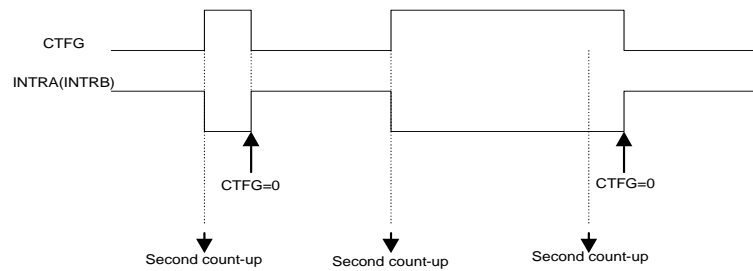 CTFG
INTRA(INTRB)
CTFG=0
CTFG=0
Second count-up
Second count-up
Second count-up